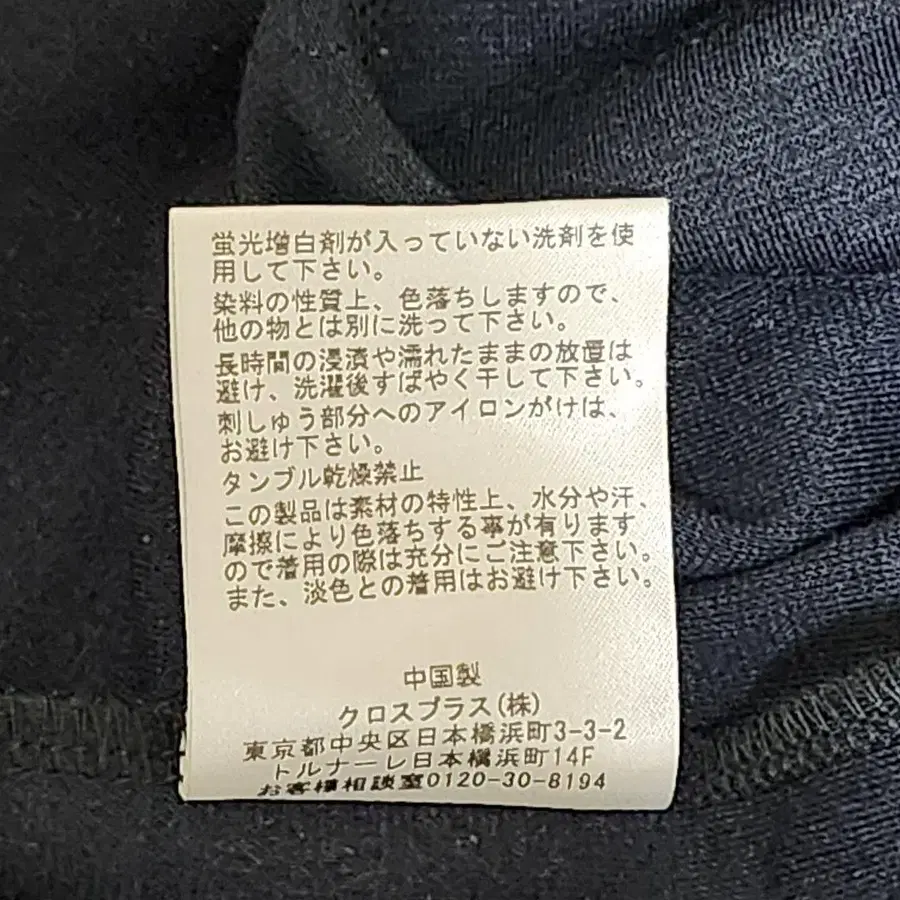 蛍光増白剤が入っていない洗剤を使
用して下さい。
染料の性質上、色落ちしますので、
他の物とは別に洗って下さい。
長時間の浸漬や濡れたままの放置は
避け、洗濯後すばやく干して下さい。
刺しゅう部分へのアイロンがけは、
お避け下さい。
タンブル乾燥禁止
この製品は素材の特性上、水分や汗、
摩擦により色落ちする事が有ります
ので着用の際は充分にご注意下さい。
また、淡色との着用はお避け下さい。
中国製
クロスプラス(株)
東京都中央区日本橋浜町3-3-2
トルナーレ日本橋浜町14F
お客様相談室0120-30-8194